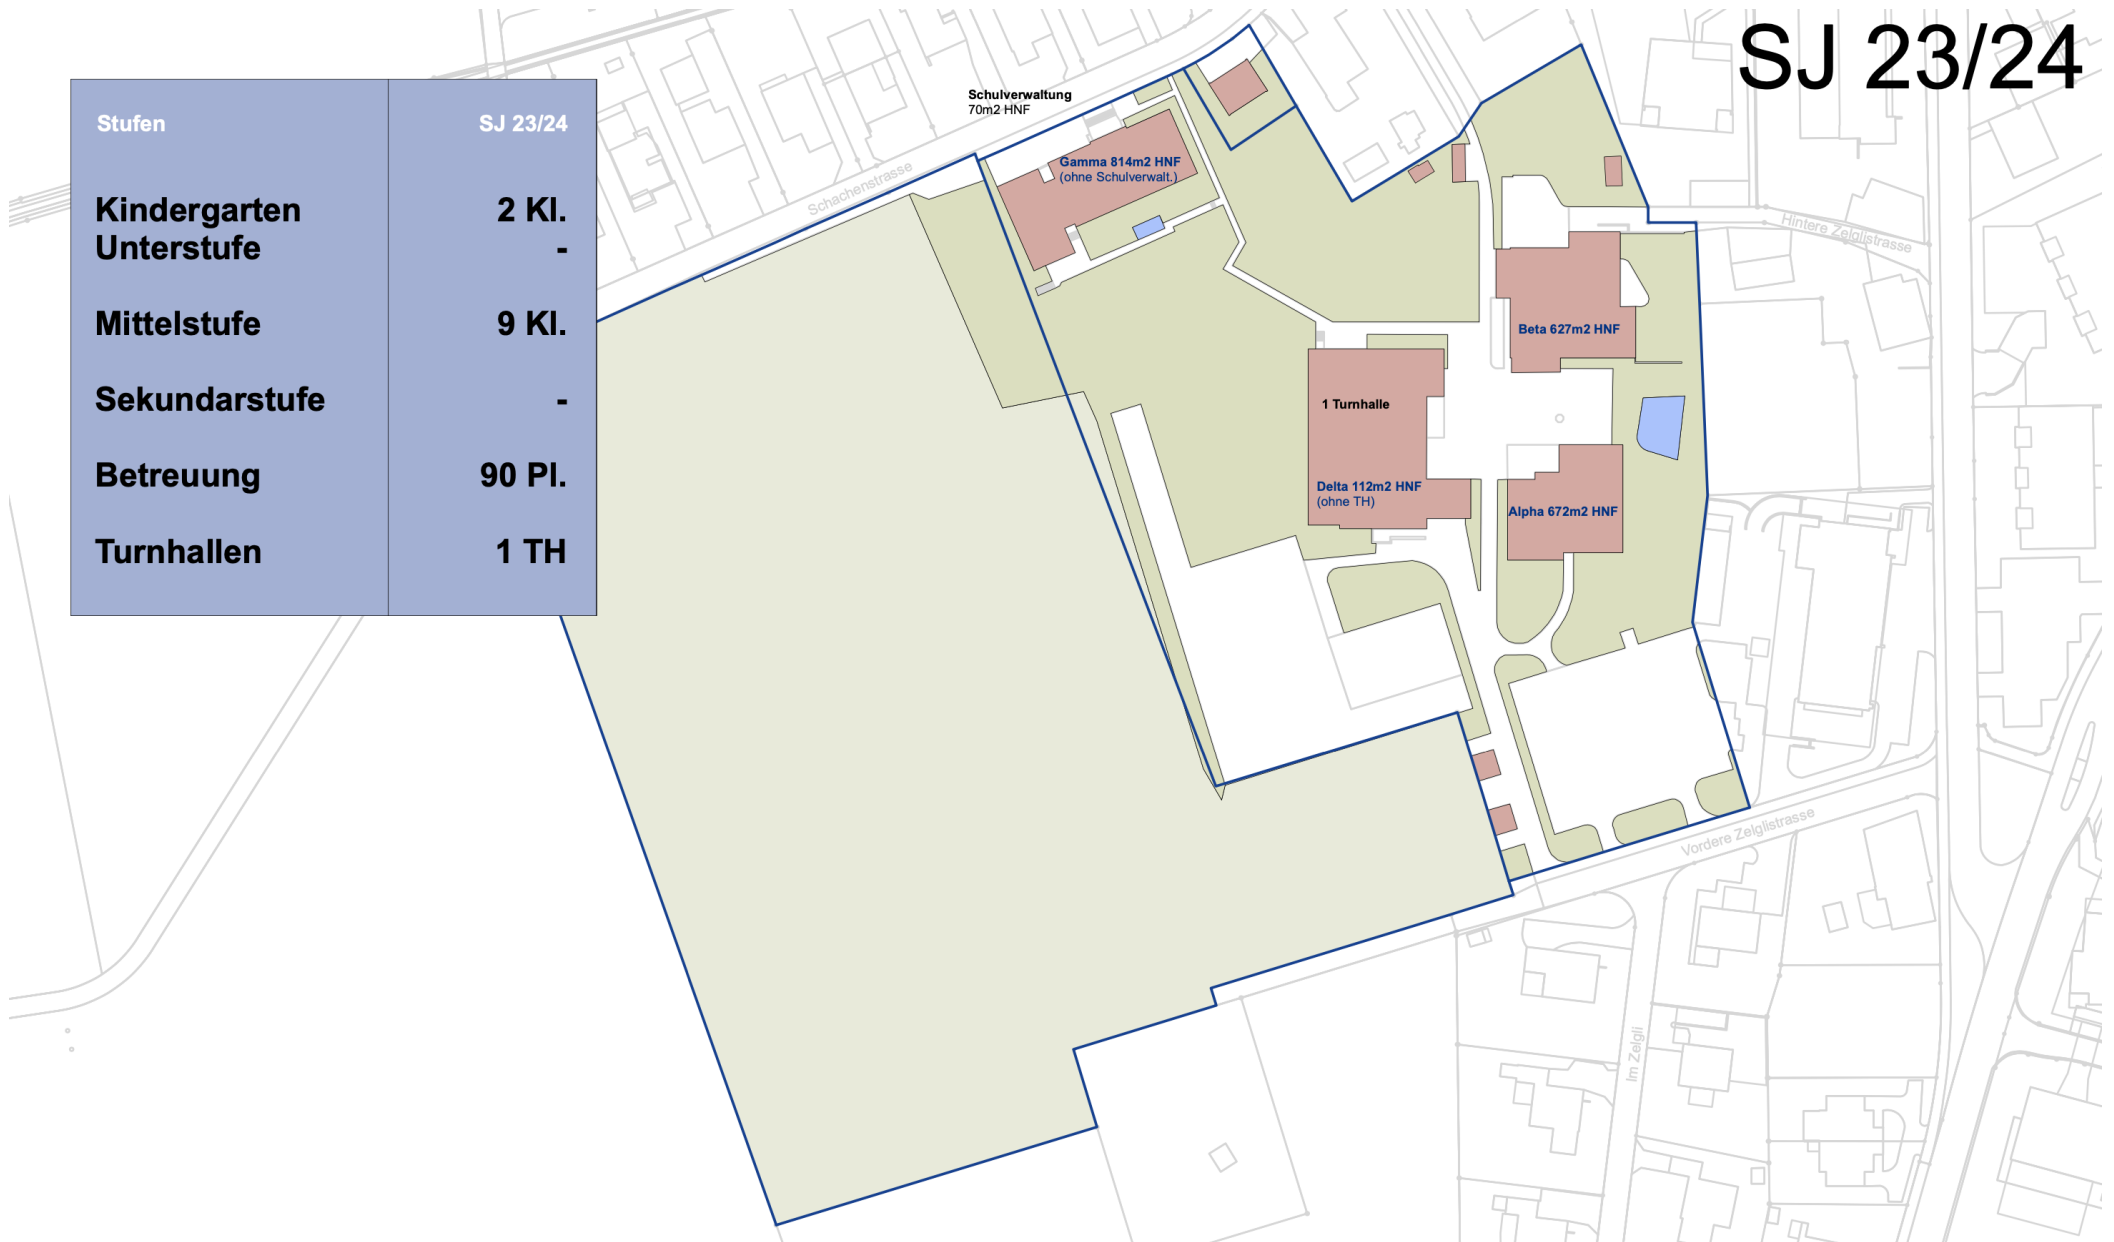 SJ 23/24
Stufen SJ 23/24
Kindergarten 2 Kl.
Unterstufe -
Mittelstufe 9 Kl.
Sekundarstufe -
Betreuung 90 Pl.
Turnhallen 1 TH
Schulverwaltung
70m2 HNF
Schachenstrasse
Gamma 814m2 HNF
(ohne Schulverwalt.)
Hintere Zelglistrasse
Beta 627m2 HNF
1 Turnhalle
Delta 112m2 HNF
(ohne TH)
Alpha 672m2 HNF
Vordere Zelglistrasse
Im Zelgli